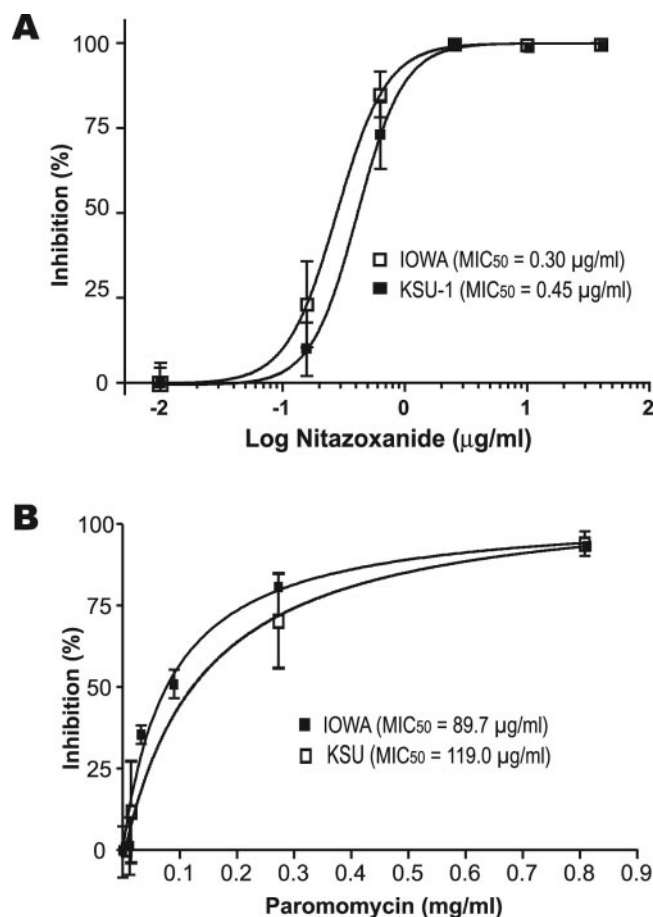 A
100
75
50
25
0
Inhibition (%)
IOWA (MIC50 = 0.30 µg/ml)
KSU-1 (MIC50 = 0.45 µg/ml)
-2 -1 0 1 2
Log Nitazoxanide (µg/ml)
B
100
75
50
25
0
Inhibition (%)
IOWA (MIC50 = 89.7 µg/ml)
KSU (MIC50 = 119.0 µg/ml)
0.1 0.2 0.3 0.4 0.5 0.6 0.7 0.8 0.9
Paromomycin (mg/ml)